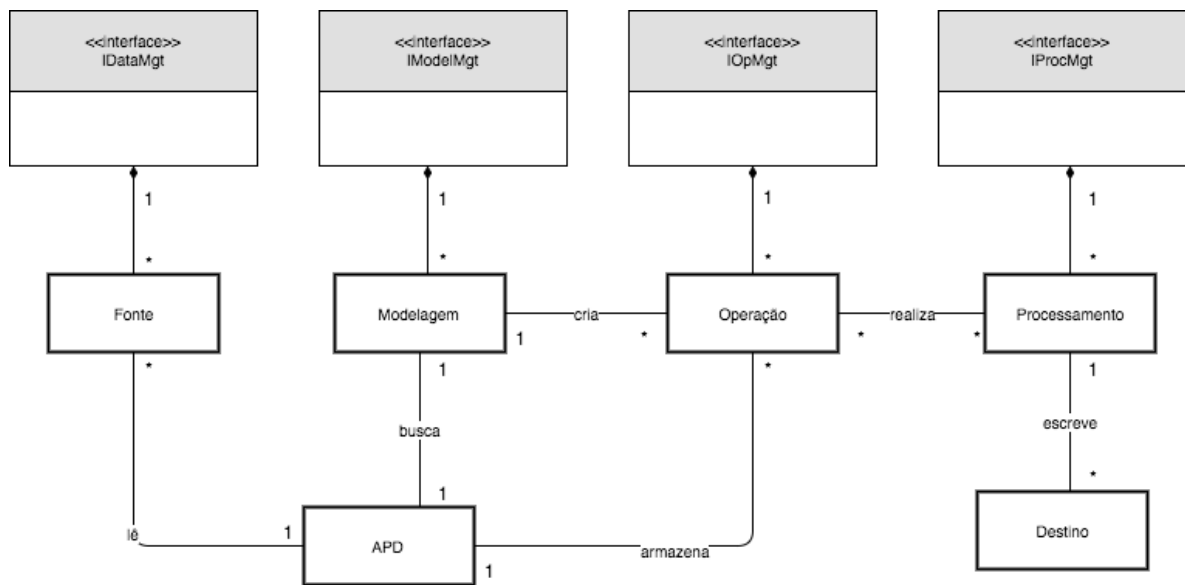 <<interface>>
IDataMgt
<<interface>>
IModelMgt
<<interface>>
IOpMgt
<<interface>>
IProcMgt
1
1
1
1
*
*
*
*
Fonte
Modelagem
cria
Operação
realiza
Processamento
1
*
*
*
*
1
*
1
busca
escreve
1
*
lê
1
APD
1
armazena
Destino